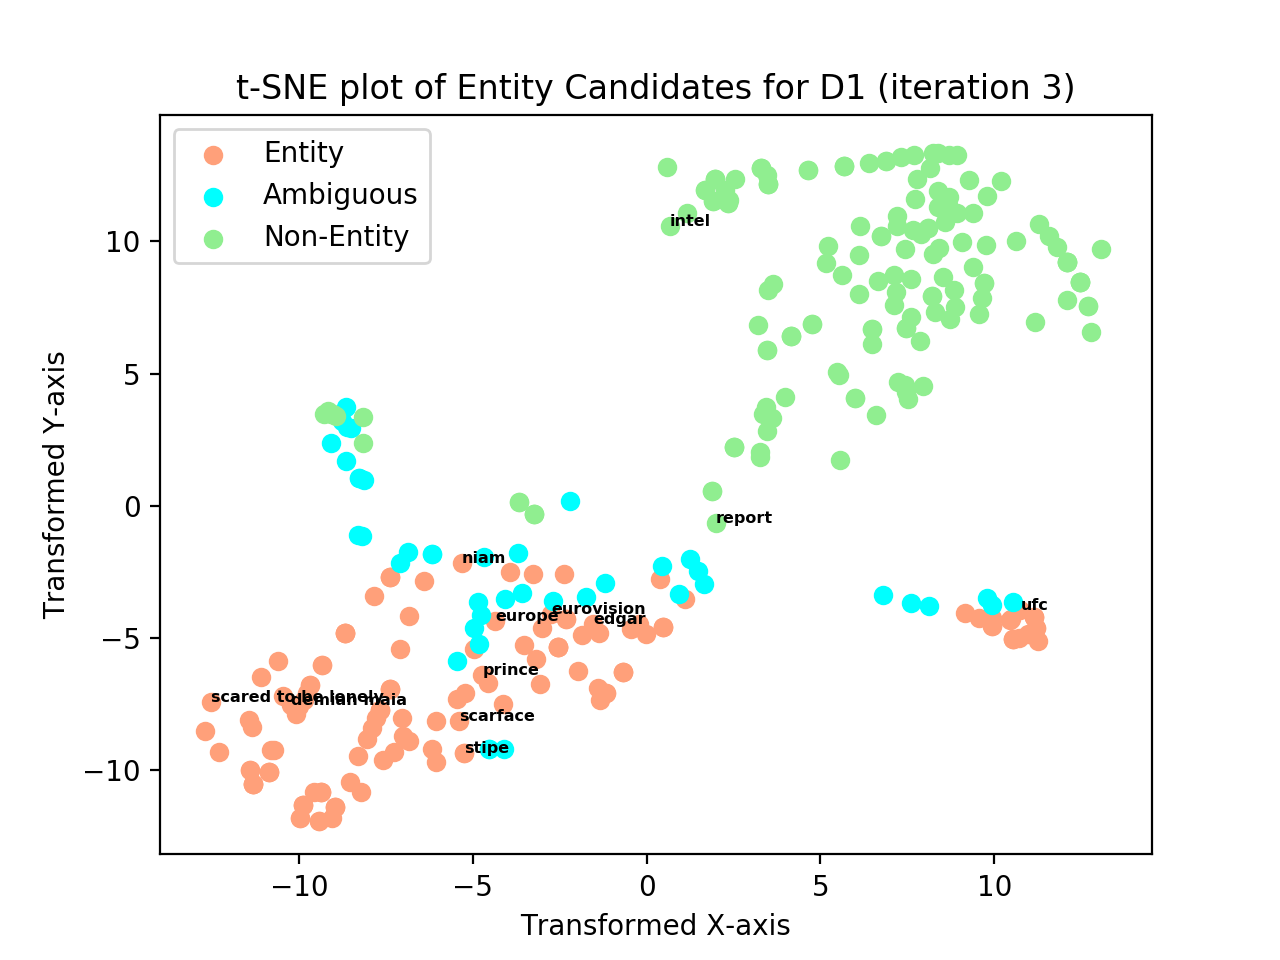 t-SNE plot of Entity Candidates for D1 (iteration 3)
Entity
Ambiguous
Non-Entity
intel
report
niam
eurovision
europe
edgar
ufc
prince
scared to be lonely
demian maia
scarface
stipe
10
5
0
−5
−10
−10
−5
0
5
10
Transformed Y-axis
Transformed X-axis